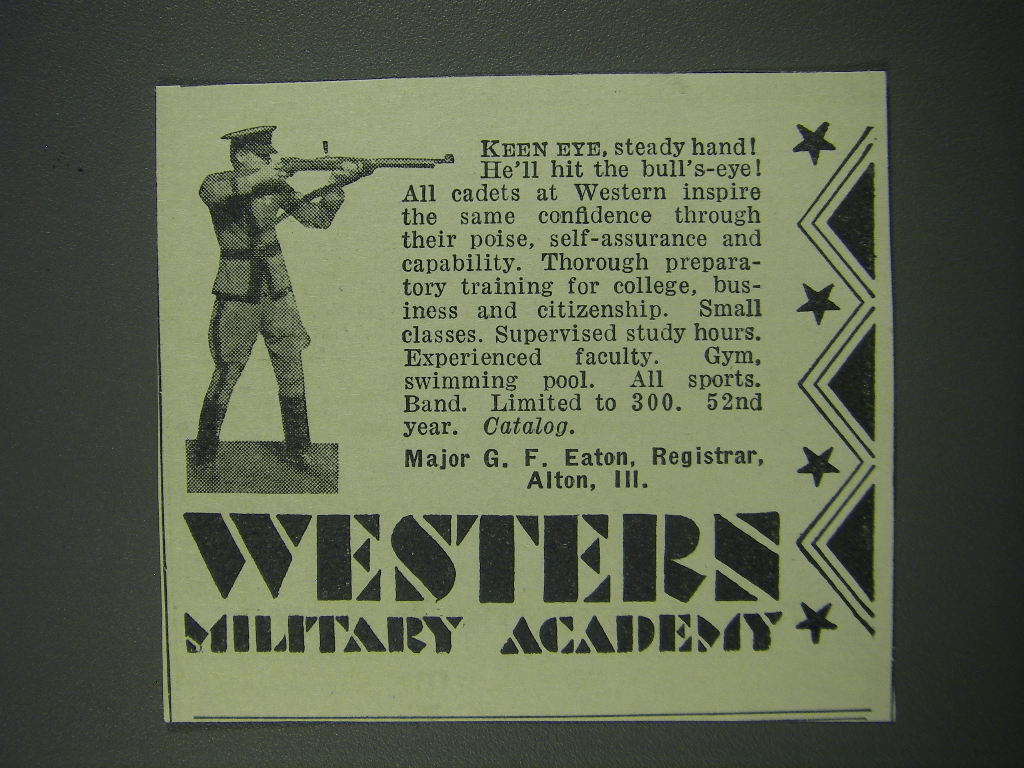 KEEN EYE, steady hand!
He'll hit the bull's-eye!
All cadets at Western inspire
the same confidence through
their poise, self-assurance and
capability. Thorough prepara-
tory training for college, bus-
iness and citizenship. Small
classes. Supervised study hours.
Experienced faculty. Gym,
swimming pool. All sports.
Band. Limited to 300. 52nd
year. Catalog.
Major G. F. Eaton, Registrar,
Alton, Ill.
WESTERN
MILITARY ACADEMY